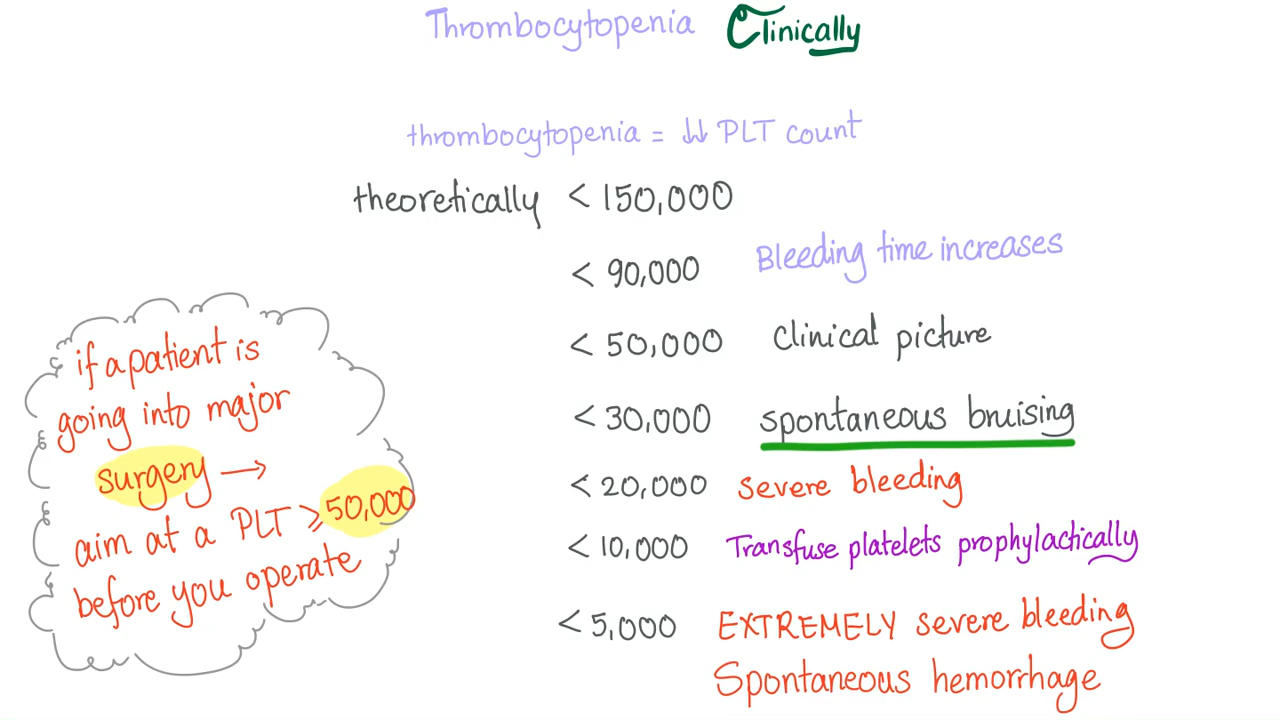 Thrombocytopenia Clinically
thrombocytopenia = ↓↓ PLT count
theoretically < 150,000
< 90,000 Bleeding time increases
< 50,000 Clinical picture
< 30,000 spontaneous bruising
< 20,000 severe bleeding
< 10,000 Transfuse platelets prophylactically
< 5,000 EXTREMELY severe bleeding
Spontaneous hemorrhage
if a patient is
going into major
surgery →
aim at a PLT ≥ 50,000
before you operate